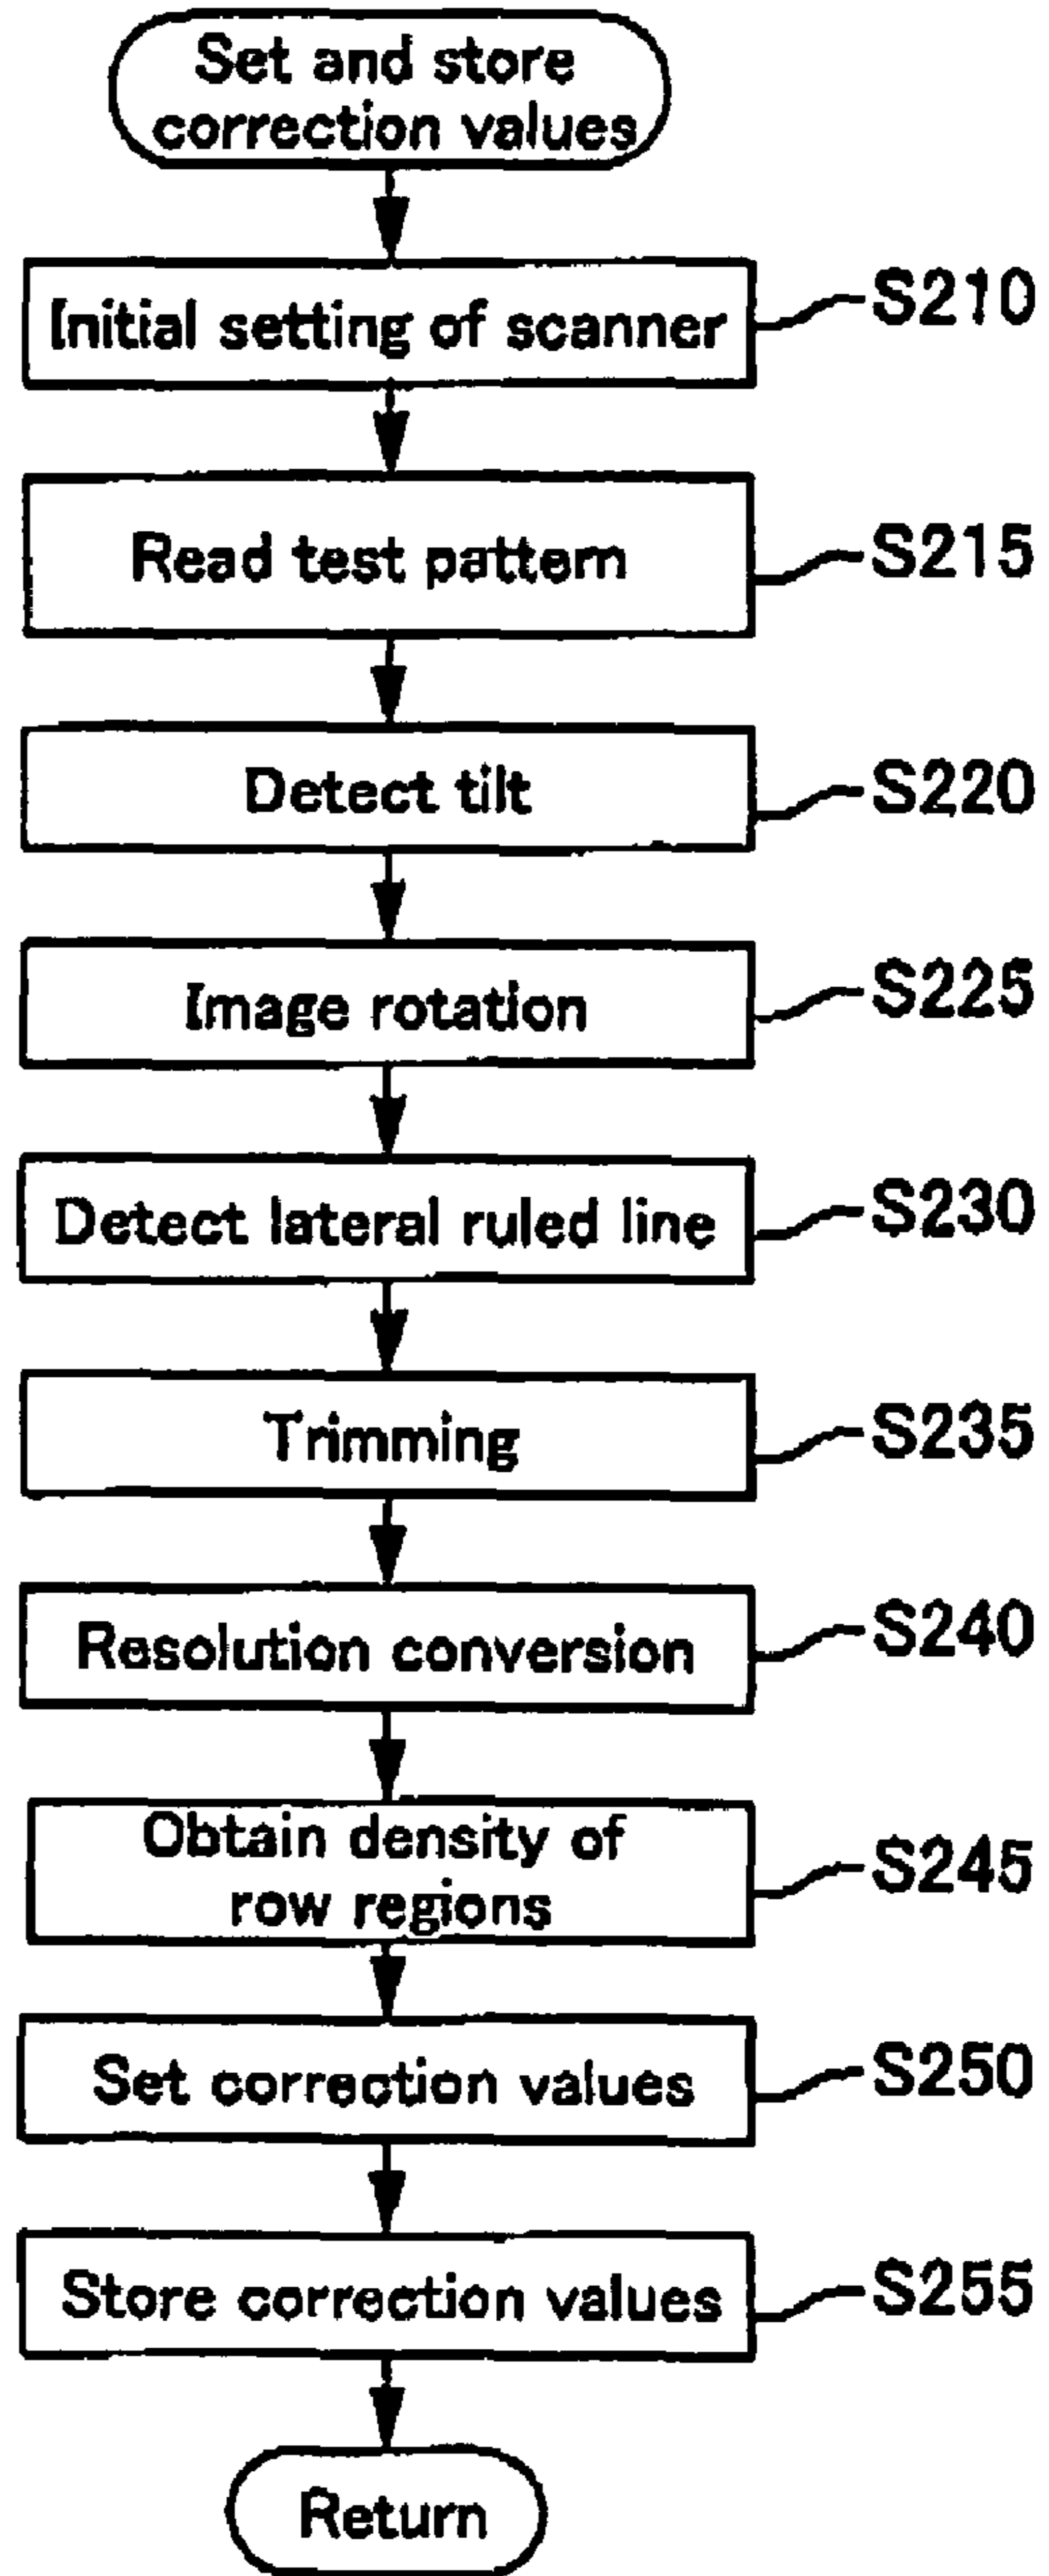 Set and store
correction values
Initial setting of scanner
S210
Read test pattern
S215
Detect tilt
S220
Image rotation
S225
Detect lateral ruled line
S230
Trimming
S235
Resolution conversion
S240
Obtain density of
row regions
S245
Set correction values
S250
Store correction values
S255
Return